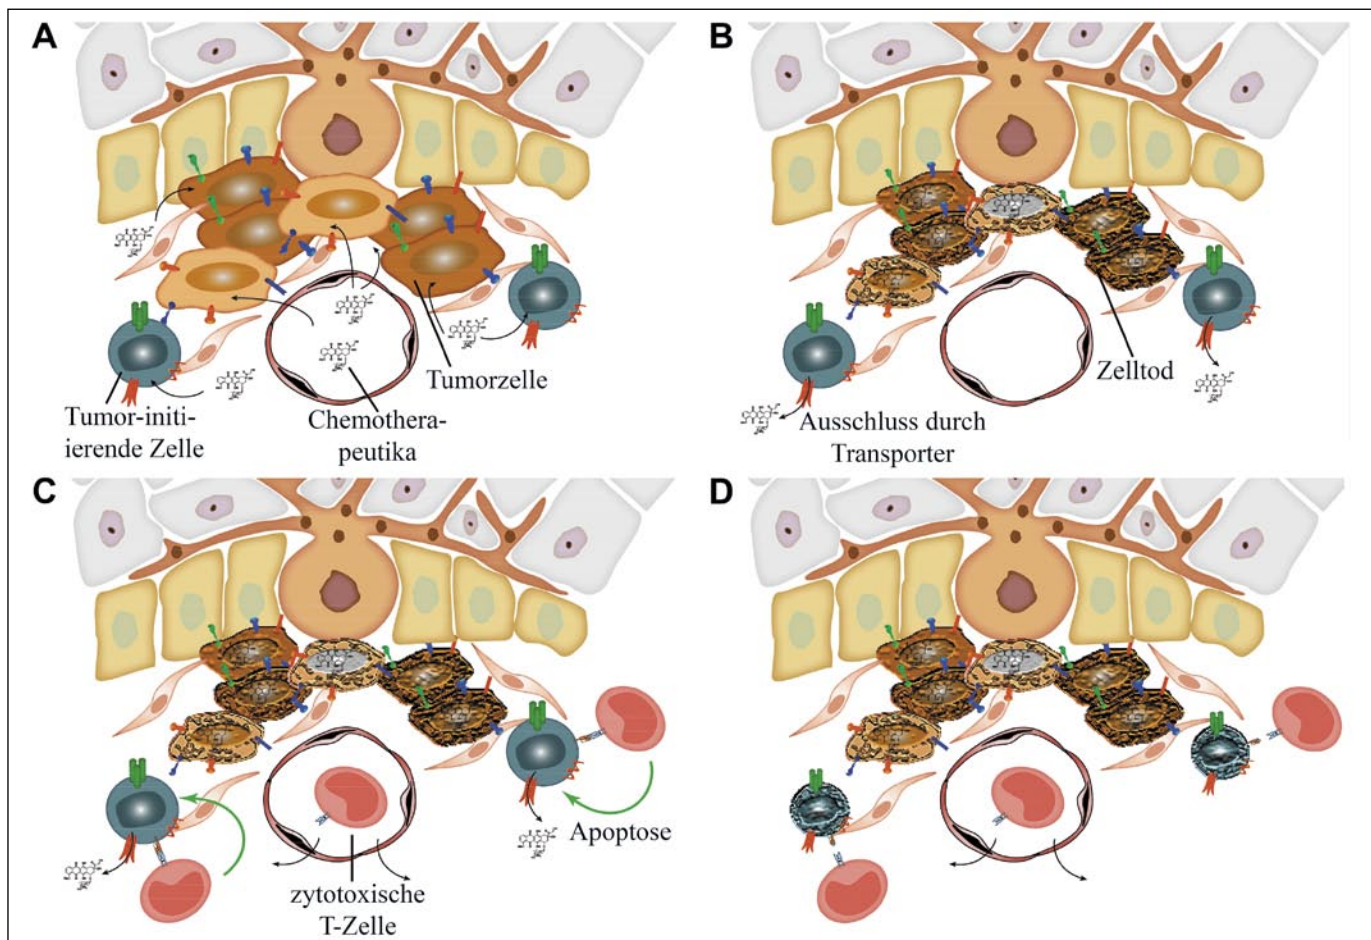 A
B
Tumorzelle
Tumor-initi-
ierende Zelle
Chemothera-
peutika
Zelltod
Ausschluss durch
Transporter
C
D
Apoptose
zytotoxische
T-Zelle